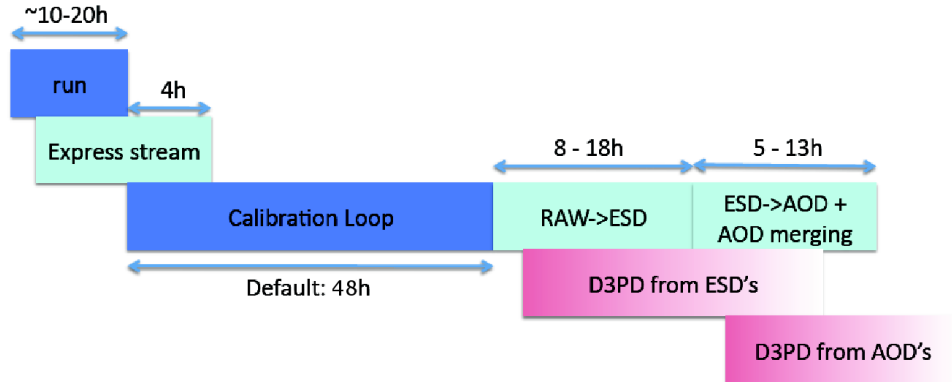 ~10-20h
run
4h
Express stream
8 - 18h
5 - 13h
Calibration Loop
RAW->ESD
ESD->AOD +
AOD merging
Default: 48h
D3PD from ESD's
D3PD from AOD's